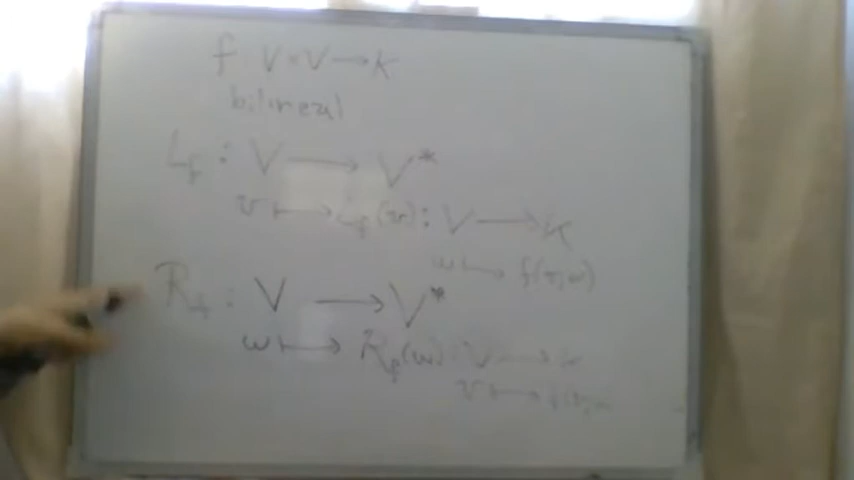 f V×V→K
bilineal
L_f : V → V*
v ↦ L_f(v) : V → K
w ↦ f(v,w)
R_f : V → V*
w ↦ R_f(w) : V → K
v ↦ f(v,w)